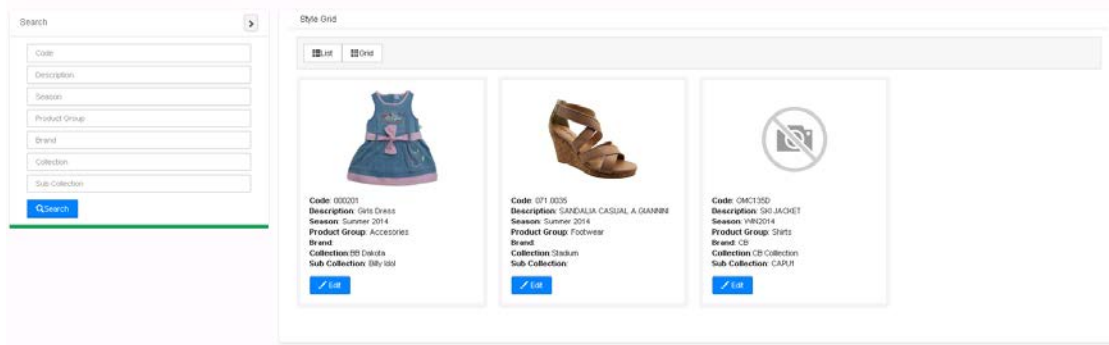 Search
Code
Description
Season
Product Group
Brand
Collection
Sub-Collection
Search
Style Grid
List Grid
Code: 000201
Description: Girls Dress
Season: Summer 2014
Product Group: Accesories
Brand:
Collection:BB Dakota
Sub Collection: Billy Idol
Edit
Code: 071.0035
Description: SANDALIA CASUAL A GIANNINI
Season: Summer 2014
Product Group: Footwear
Brand:
Collection:Stadium
Sub Collection:
Edit
Code: OMC135D
Description: SKI JACKET
Season: WIN2014
Product Group: Shirts
Brand: CB
Collection:CB Colllection
Sub Collection: CAPU1
Edit